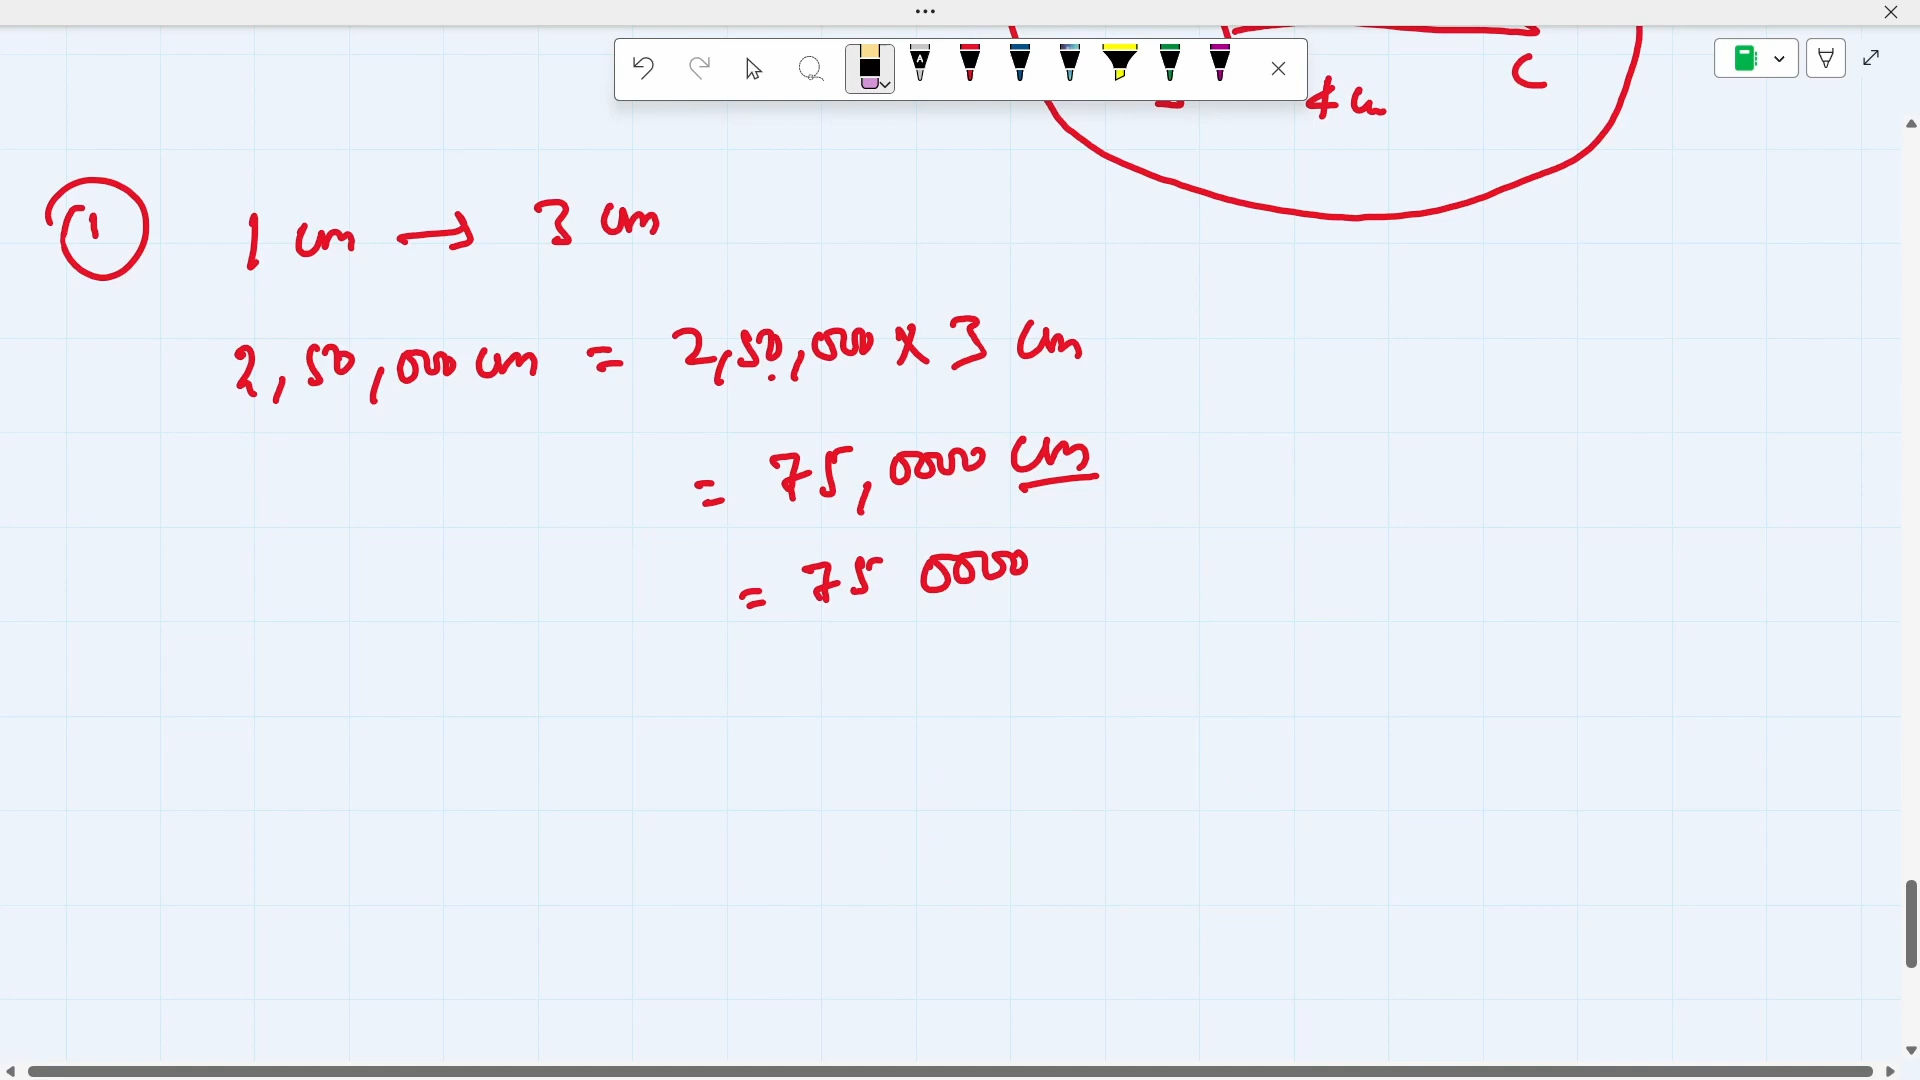 C
4 cm
1 1 cm → 3 cm
2,50,000 cm = 2,50,000 x 3 cm
= 75,0000 cm
= 75 0000